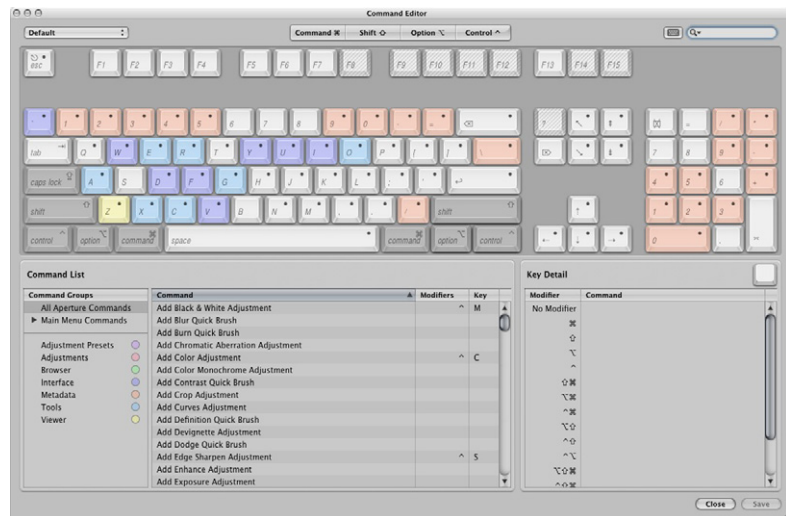 Command Editor
Default
Command ⌘ Shift ⇧ Option ⌥ Control ^
esc F1 F2 F3 F4 F5 F6 F7 F8 F9 F10 F11 F12 F13 F14 F15
` 1 2 3 4 5 6 7 8 9 0 - = ⌫ ? ↖ ⇞ = / *
tab Q W E R T Y U I O P [ ] \ ⌦ ↘ ⇟ 7 8 9 -
caps lock A S D F G H J K L ; ' ↵ 4 5 6 +
shift Z X C V B N M , . / shift ↑ 1 2 3
control ^ option ⌥ command ⌘ space command ⌘ option ⌥ control ^ ← ↓ → 0 .
Command List
Command Groups
All Aperture Commands
▶ Main Menu Commands
Adjustment Presets
Adjustments
Browser
Interface
Metadata
Tools
Viewer
Command Modifiers Key
Add Black & White Adjustment ^ M
Add Blur Quick Brush
Add Burn Quick Brush
Add Chromatic Aberration Adjustment
Add Color Adjustment ^ C
Add Color Monochrome Adjustment
Add Contrast Quick Brush
Add Crop Adjustment
Add Curves Adjustment
Add Definition Quick Brush
Add Devignette Adjustment
Add Dodge Quick Brush
Add Edge Sharpen Adjustment ^ S
Add Enhance Adjustment
Add Exposure Adjustment
Key Detail
Modifier Command
No Modifier
⌘
⇧
⌥
^
⇧⌘
⌥⌘
^⌘
⌥⇧
^⇧
^⌥
⌥⇧⌘
^⇧⌘
Close Save